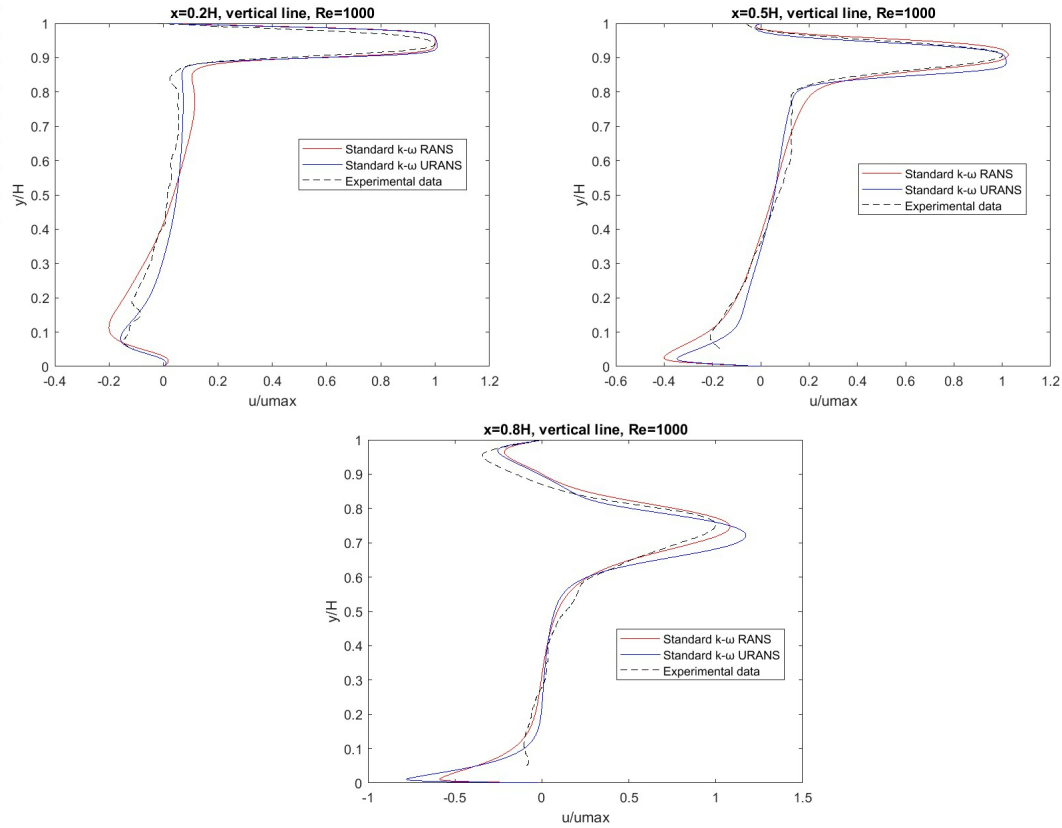 x=0.2H, vertical line, Re=1000
1
0.9
0.8
0.7
0.6
0.5
0.4
0.3
0.2
0.1
0
y/H
Standard k-ω RANS
Standard k-ω URANS
Experimental data
-0.4 -0.2 0 0.2 0.4 0.6 0.8 1 1.2
u/umax
x=0.5H, vertical line, Re=1000
1
0.9
0.8
0.7
0.6
0.5
0.4
0.3
0.2
0.1
0
y/H
Standard k-ω RANS
Standard k-ω URANS
Experimental data
-0.6 -0.4 -0.2 0 0.2 0.4 0.6 0.8 1 1.2
u/umax
x=0.8H, vertical line, Re=1000
1
0.9
0.8
0.7
0.6
0.5
0.4
0.3
0.2
0.1
0
y/H
Standard k-ω RANS
Standard k-ω URANS
Experimental data
-1 -0.5 0 0.5 1 1.5
u/umax